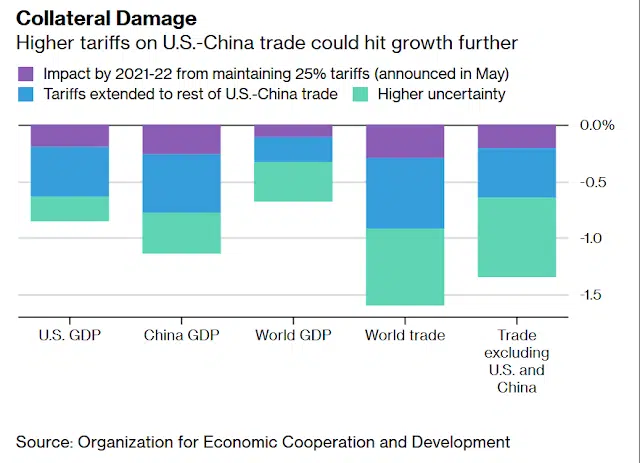 Collateral Damage
Higher tariffs on U.S.-China trade could hit growth further
Impact by 2021-22 from maintaining 25% tariffs (announced in May)
Tariffs extended to rest of U.S.-China trade Higher uncertainty
0.0%
-0.5
-1.0
-1.5
U.S. GDP China GDP World GDP World trade Trade
excluding
U.S. and
China
Source: Organization for Economic Cooperation and Development